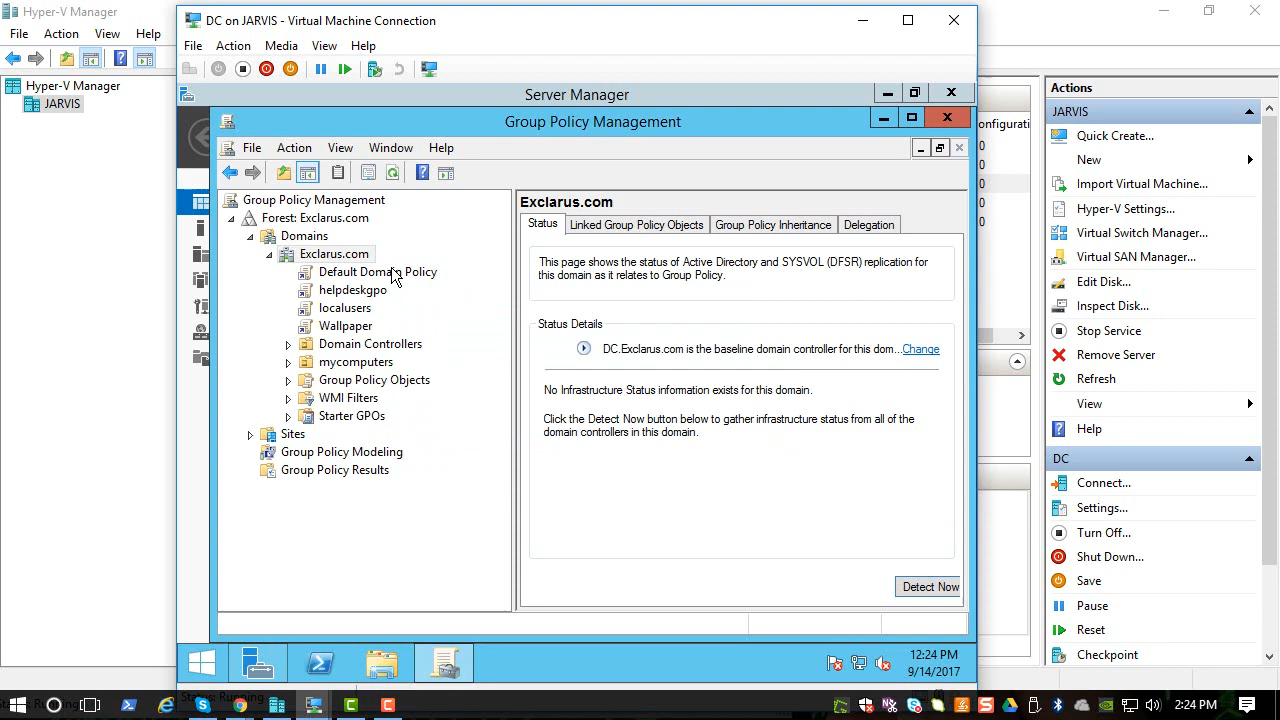 Hyper-V Manager
File Action View Help
Hyper-V Manager
JARVIS
DC on JARVIS - Virtual Machine Connection
File Action Media View Help
Server Manager
Group Policy Management
File Action View Window Help
Group Policy Management
Forest: Exclarus.com
Domains
Exclarus.com
Default Domain Policy
helpdeskgpo
localusers
Wallpaper
Domain Controllers
mycomputers
Group Policy Objects
WMI Filters
Starter GPOs
Sites
Group Policy Modeling
Group Policy Results
Exclarus.com
Status Linked Group Policy Objects Group Policy Inheritance Delegation
This page shows the status of Active Directory and SYSVOL (DFSR) replication for
this domain as it relates to Group Policy.
Status Details
DC.Exclarus.com is the baseline domain controller for this dom... Change
No Infrastructure Status information exists for this domain.
Click the Detect Now button below to gather infrastructure status from all of the
domain controllers in this domain.
Detect Now
12:24 PM
9/14/2017
onfigurati
0
0
0
0
0
Actions
JARVIS
Quick Create...
New
Import Virtual Machine...
Hyper-V Settings...
Virtual Switch Manager...
Virtual SAN Manager...
Edit Disk...
Inspect Disk...
Stop Service
Remove Server
Refresh
View
Help
DC
Connect...
Settings...
Turn Off...
Shut Down...
Save
Pause
Reset
Checkpoint
Status: Running
2:24 PM